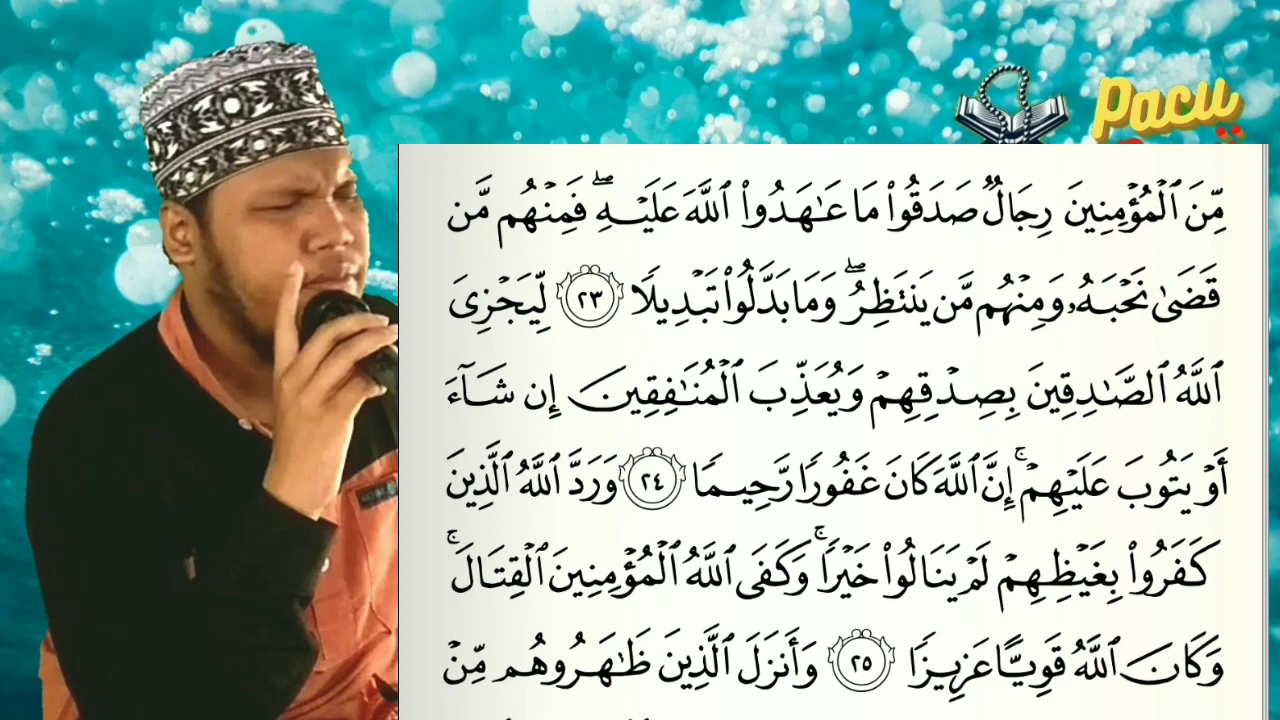 Pacu
مِّنَ ٱلْمُؤْمِنِينَ رِجَالٌ صَدَقُوا۟ مَا عَـٰهَدُوا۟ ٱللَّهَ عَلَيْهِ ۖ فَمِنْهُم مَّن
قَضَىٰ نَحْبَهُۥ وَمِنْهُم مَّن يَنتَظِرُ ۖ وَمَا بَدَّلُوا۟ تَبْدِيلًا ٢٣ لِّيَجْزِىَ
ٱللَّهُ ٱلصَّـٰدِقِينَ بِصِدْقِهِمْ وَيُعَذِّبَ ٱلْمُنَـٰفِقِينَ إِن شَآءَ
أَوْ يَتُوبَ عَلَيْهِمْ ۚ إِنَّ ٱللَّهَ كَانَ غَفُورًا رَّحِيمًا ٢٤ وَرَدَّ ٱللَّهُ ٱلَّذِينَ
كَفَرُوا۟ بِغَيْظِهِمْ لَمْ يَنَالُوا۟ خَيْرًا ۚ وَكَفَى ٱللَّهُ ٱلْمُؤْمِنِينَ ٱلْقِتَالَ ۚ
وَكَانَ ٱللَّهُ قَوِيًّا عَزِيزًا ٢٥ وَأَنزَلَ ٱلَّذِينَ ظَـٰهَرُوهُم مِّنْ